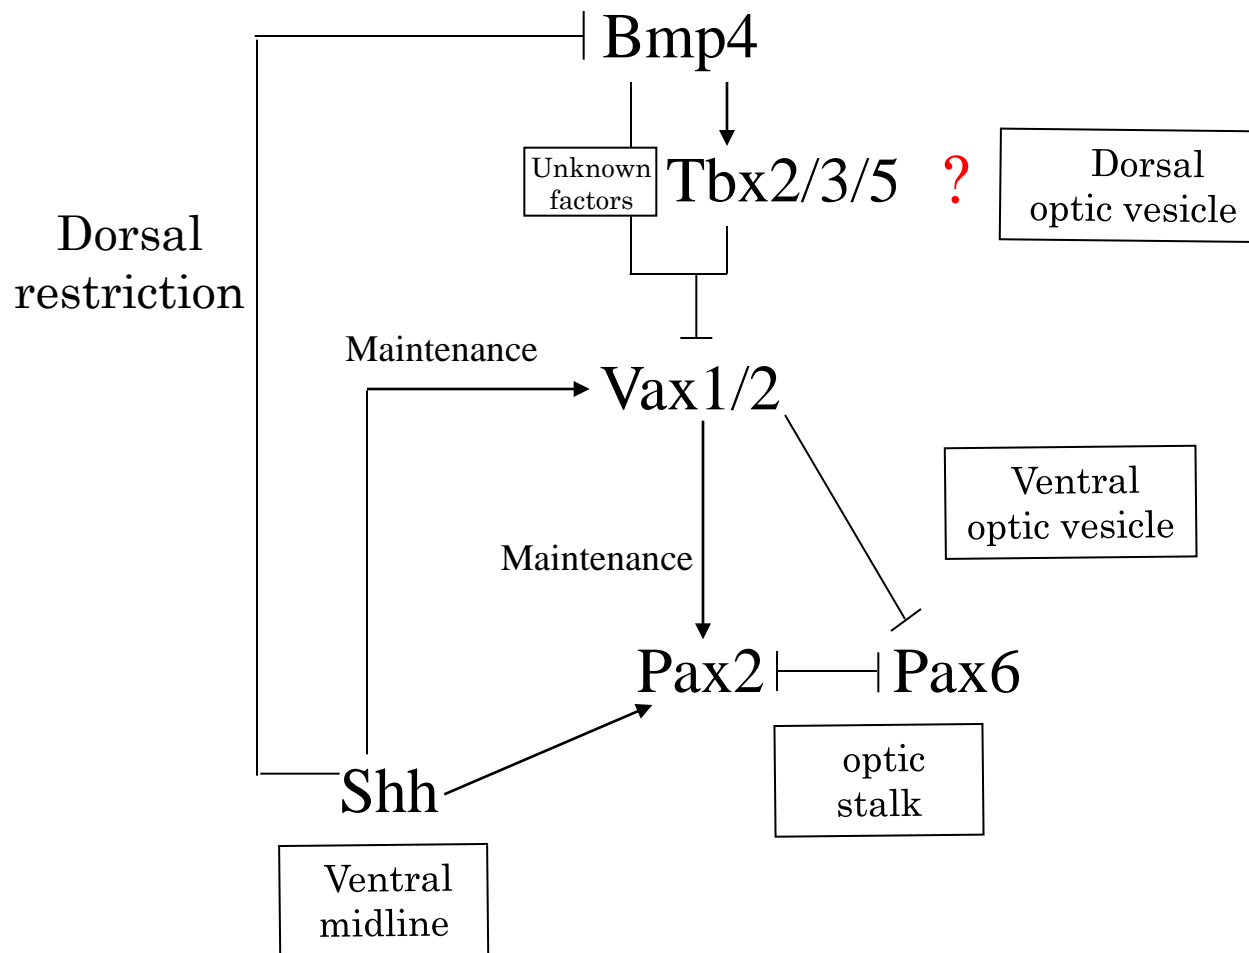 Bmp4
Unknown
factors
Tbx2/3/5 ?
Dorsal
optic vesicle
Dorsal
restriction
Maintenance
Vax1/2
Ventral
optic vesicle
Maintenance
Pax2
Pax6
optic
stalk
Shh
Ventral
midline